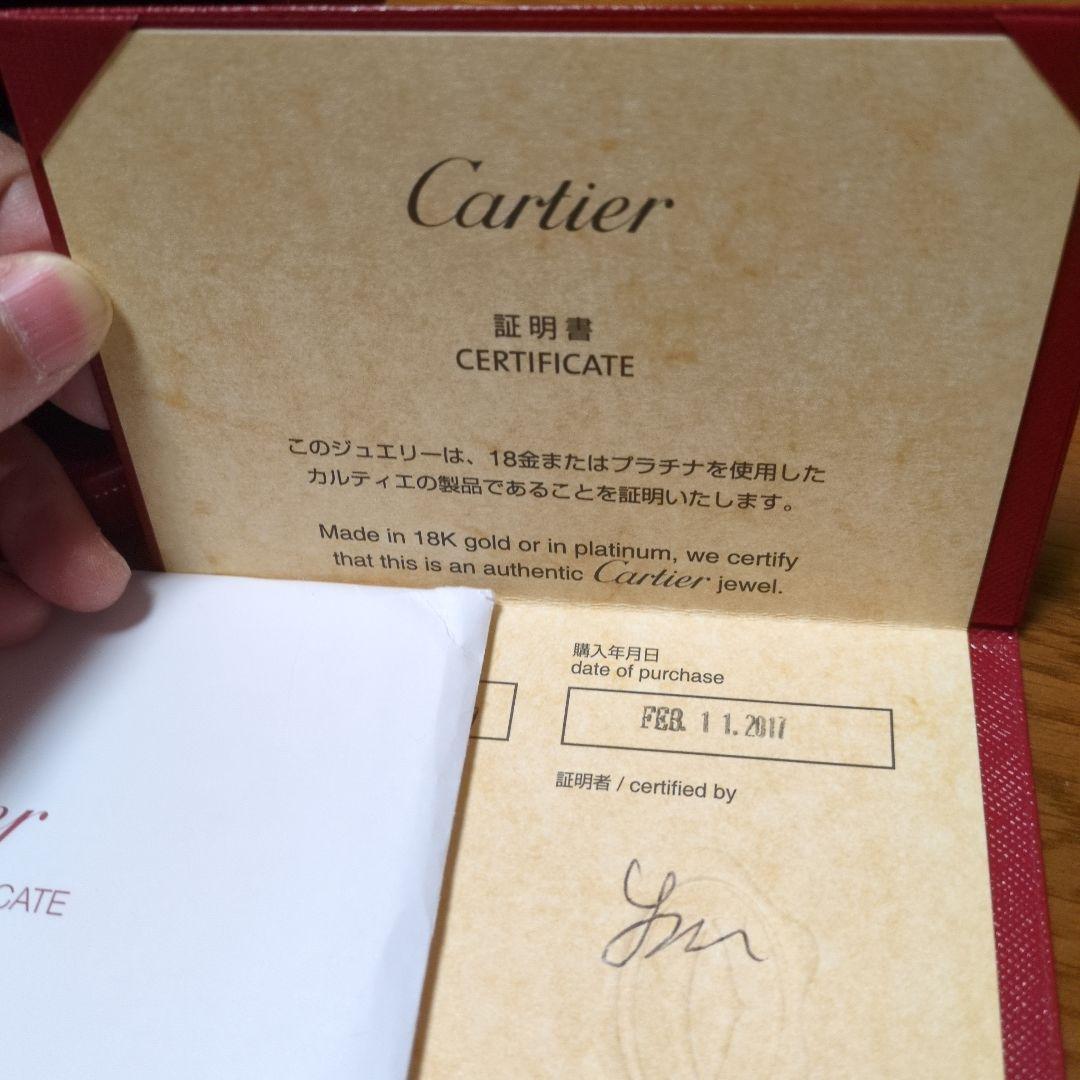 Cartier
証明書
CERTIFICATE
このジュエリーは、18金またはプラチナを使用した
カルティエの製品であることを証明いたします。
Made in 18K gold or in platinum, we certify
that this is an authentic Cartier jewel.
購入年月日
date of purchase
FEB. 11.2017
証明者 / certified by
er
CATE